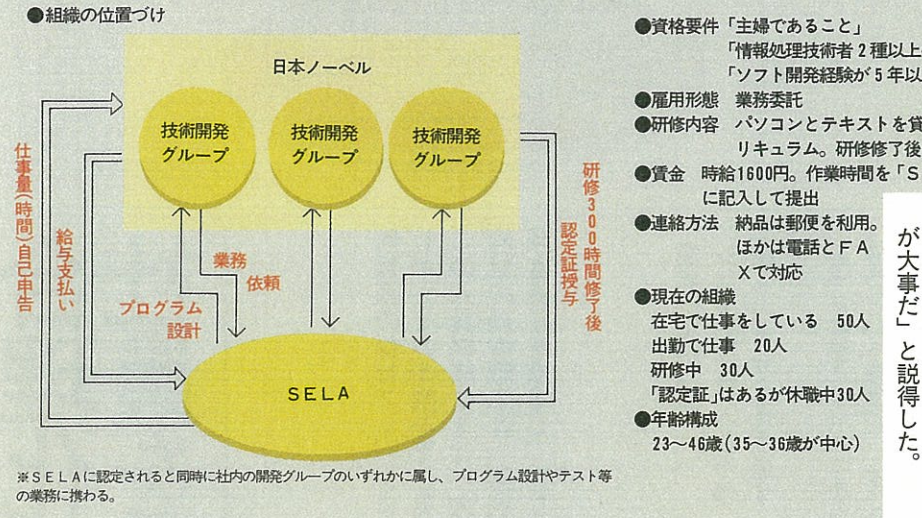 ●組織の位置づけ
日本ノーベル
技術開発
グループ
技術開発
グループ
技術開発
グループ
仕事量(時間)自己申告
給与支払い
業務
依頼
プログラム
設計
研修300時間修了後
認定証授与
SELA
※SELAに認定されると同時に社内の開発グループのいずれかに属し、プログラム設計やテスト等
の業務に携わる。
●資格要件「主婦であること」
「情報処理技術者2種以上
「ソフト開発経験が5年以
●雇用形態 業務委託
●研修内容 パソコンとテキストを貸
リキュラム。研修修了後
●賃金 時給1600円。作業時間を「S
に記入して提出
●連絡方法 納品は郵便を利用。
ほかは電話とFA
Xで対応
●現在の組織
在宅で仕事をしている 50人
出勤で仕事 20人
研修中 30人
「認定証」はあるが休職中30人
●年齢構成
23〜46歳(35〜36歳が中心)
が大事だ」と説得した。